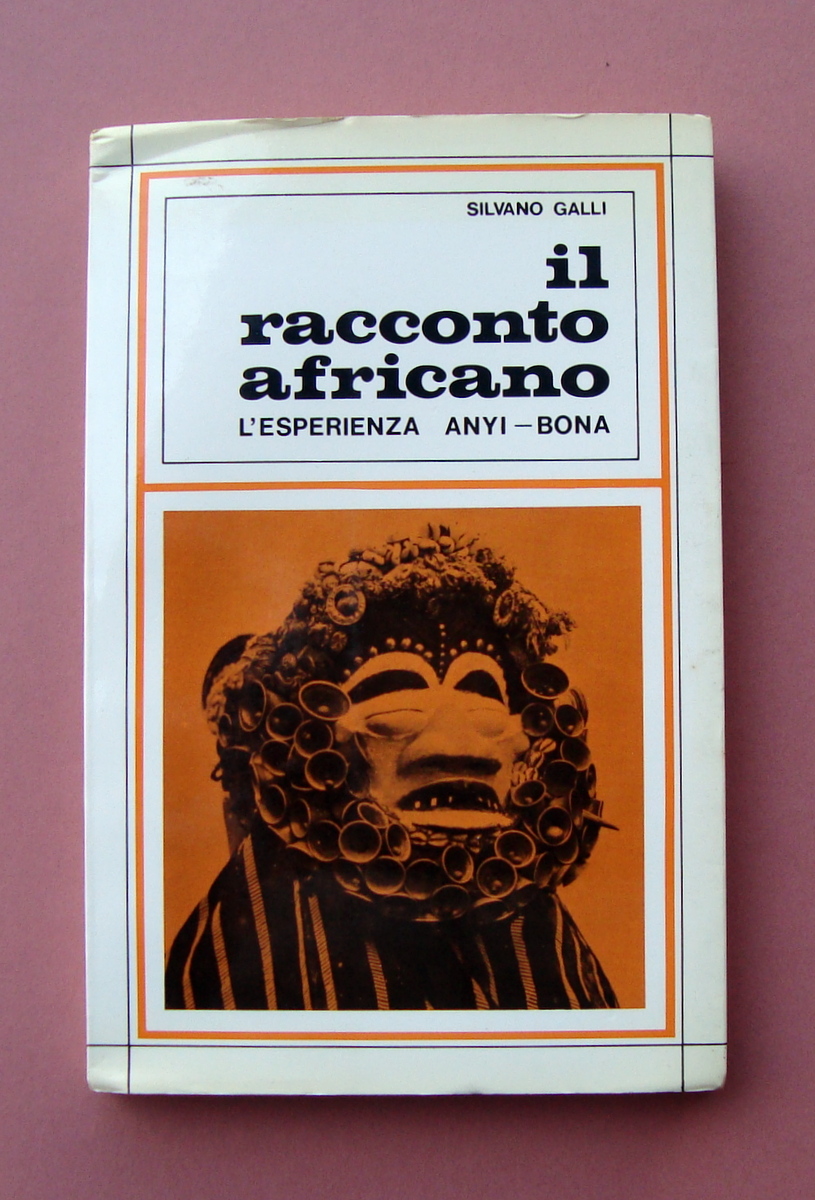 SILVANO GALLI
il
racconto
africano
L'ESPERIENZA ANYI — BONA